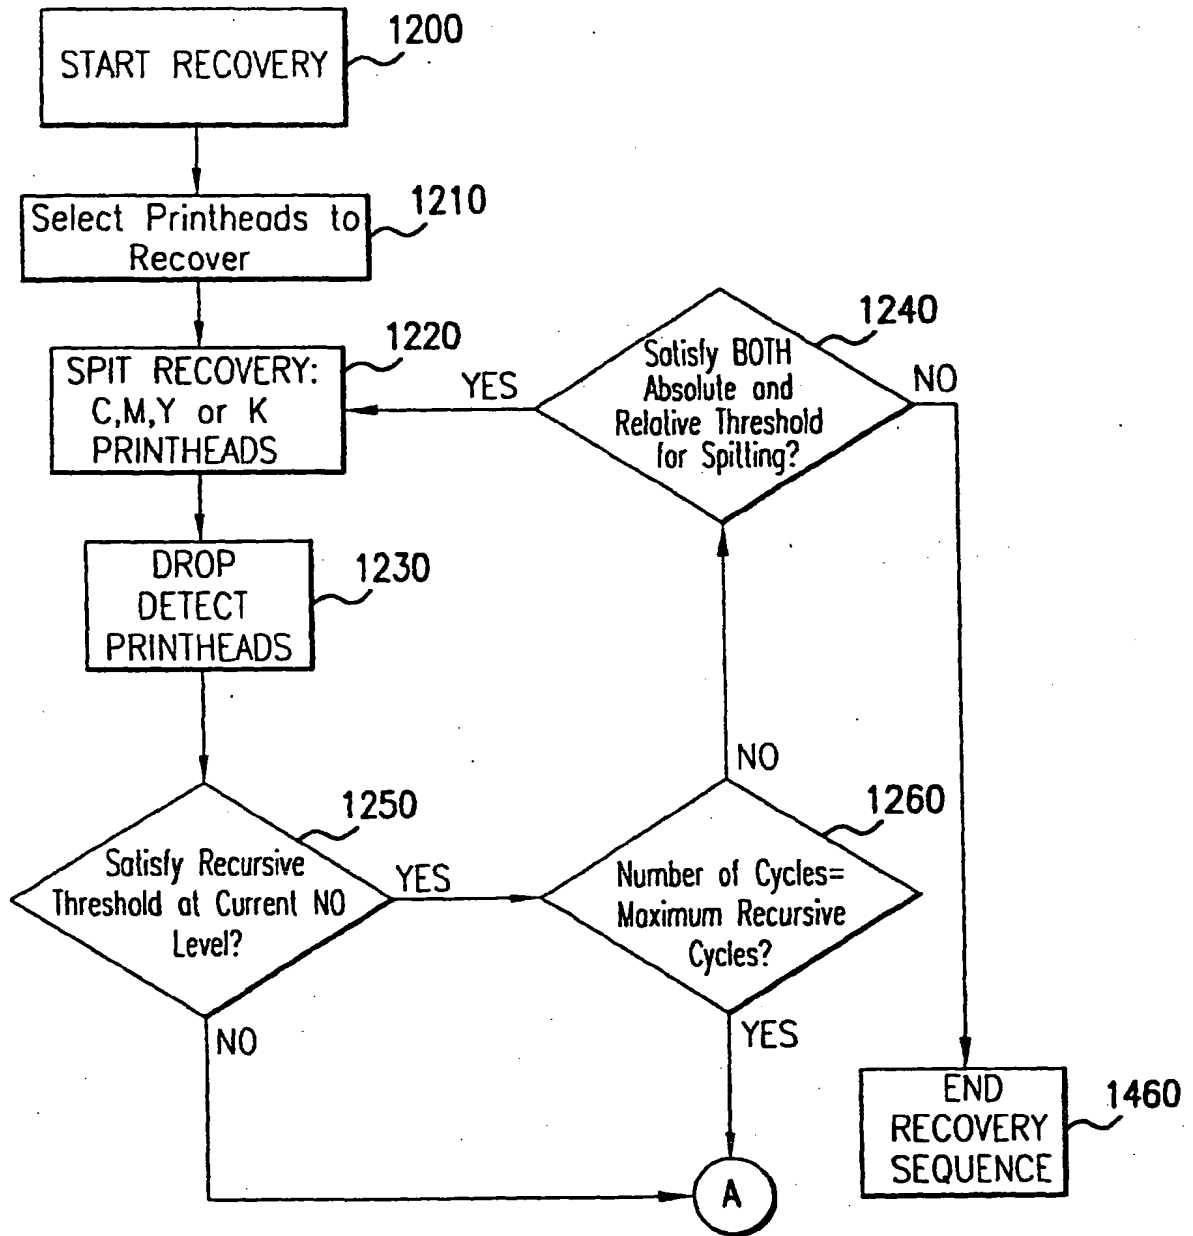 START RECOVERY
1200
Select Printheads to
Recover
1210
SPIT RECOVERY:
C,M,Y or K
PRINTHEADS
1220
YES
Satisfy BOTH
Absolute and
Relative Threshold
for Spitting?
1240
NO
DROP
DETECT
PRINTHEADS
1230
NO
Satisfy Recursive
Threshold at Current NO
Level?
1250
YES
Number of Cycles=
Maximum Recursive
Cycles?
1260
NO
YES
END
RECOVERY
SEQUENCE
1460
A